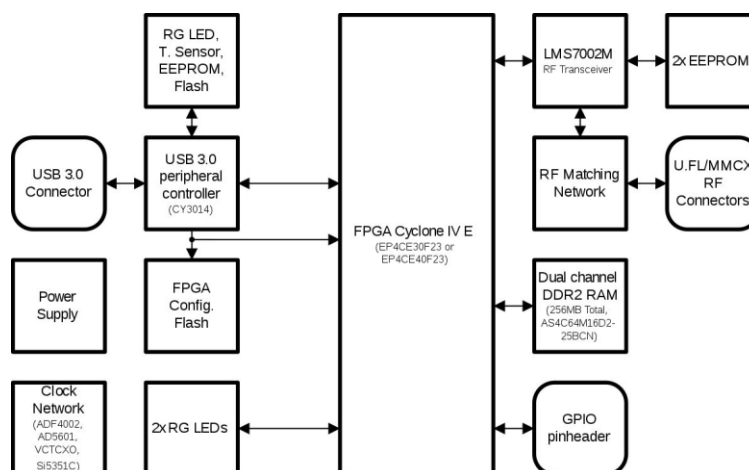 RG LED,
T. Sensor,
EEPROM,
Flash
LMS7002M
RF Transceiver
2x EEPROM
USB 3.0
Connector
USB 3.0
peripheral
controller
(CY3014)
RF Matching
Network
U.FL/MMCX
RF
Connectors
FPGA Cyclone IV E
(EP4CE30F23 or
EP4CE40F23)
Power
Supply
FPGA
Config.
Flash
Dual channel
DDR2 RAM
(256MB Total,
AS4C64M16D2-
25BCN)
Clock
Network
(ADF4002,
AD5601,
VCTCXO,
Si5351C)
2x RG LEDs
GPIO
pinheader